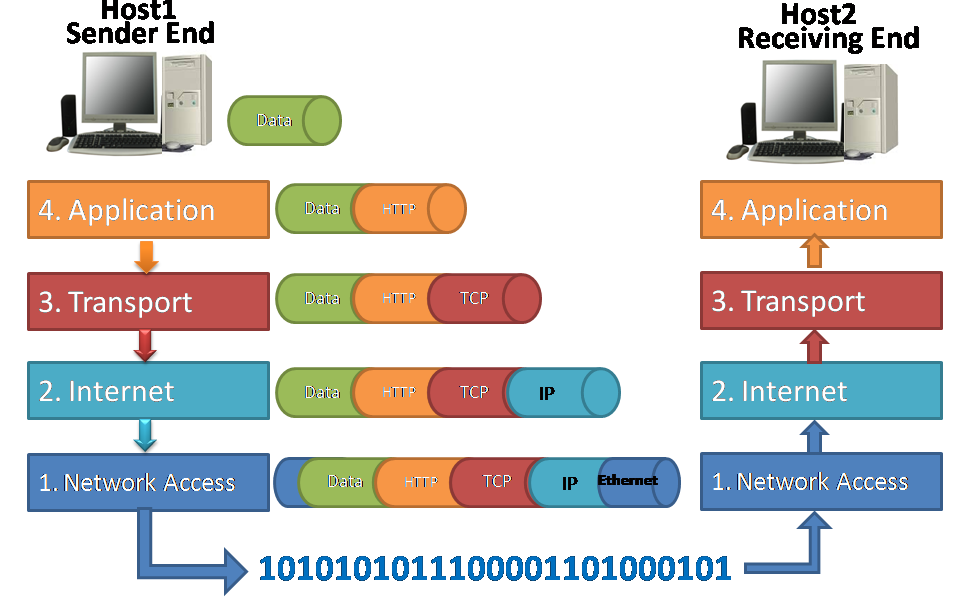 Host1
Sender End
Host2
Receiving End
Data
4. Application
Data HTTP
4. Application
3. Transport
Data HTTP TCP
3. Transport
2. Internet
Data HTTP TCP IP
2. Internet
1. Network Access
Data HTTP TCP IP Ethernet
1. Network Access
1010101011100001101000101